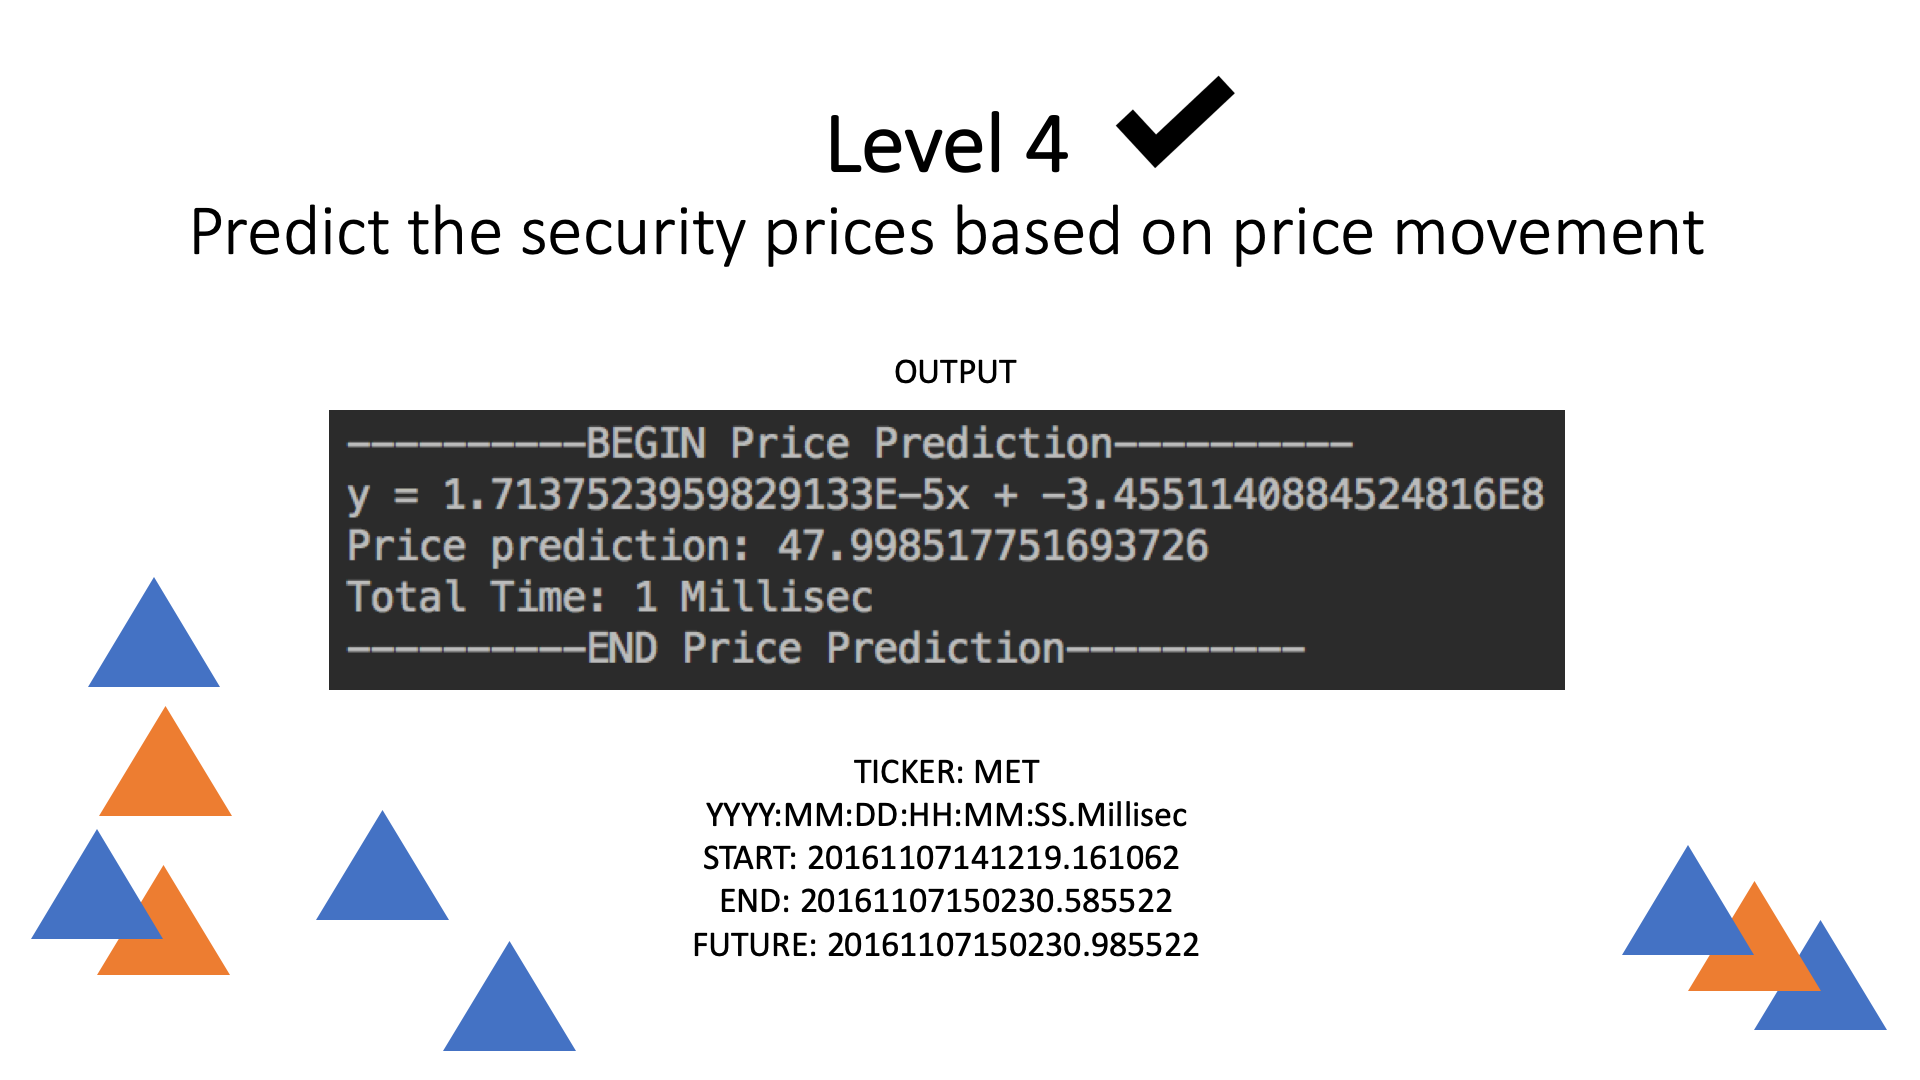 Level 4
Predict the security prices based on price movement
OUTPUT
----------BEGIN Price Prediction----------
y = 1.7137523959829133E-5x + -3.4551140884524816E8
Price prediction: 47.998517751693726
Total Time: 1 Millisec
----------END Price Prediction----------
TICKER: MET
YYYY:MM:DD:HH:MM:SS.Millisec
START: 20161107141219.161062
END: 20161107150230.585522
FUTURE: 20161107150230.985522